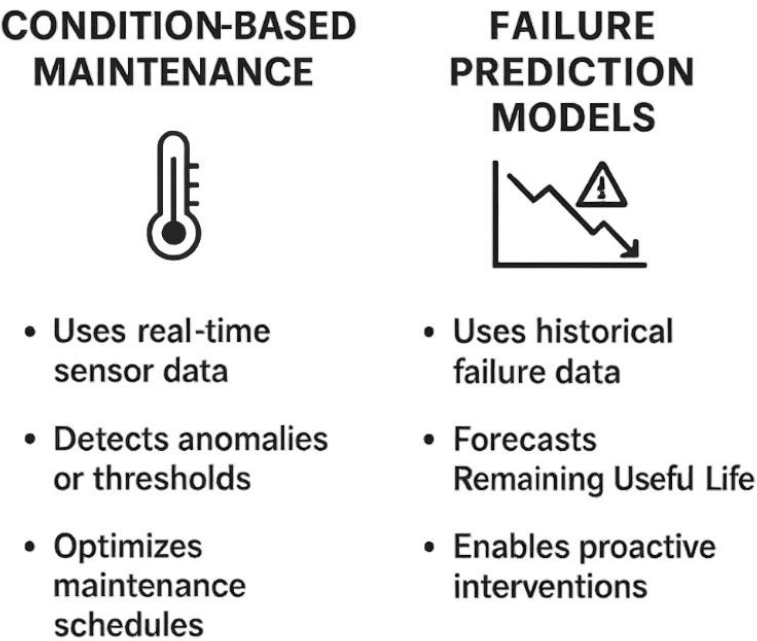 CONDITION-BASED
MAINTENANCE
• Uses real-time
sensor data
• Detects anomalies
or thresholds
• Optimizes
maintenance
schedules
FAILURE
PREDICTION
MODELS
• Uses historical
failure data
• Forecasts
Remaining Useful Life
• Enables proactive
interventions